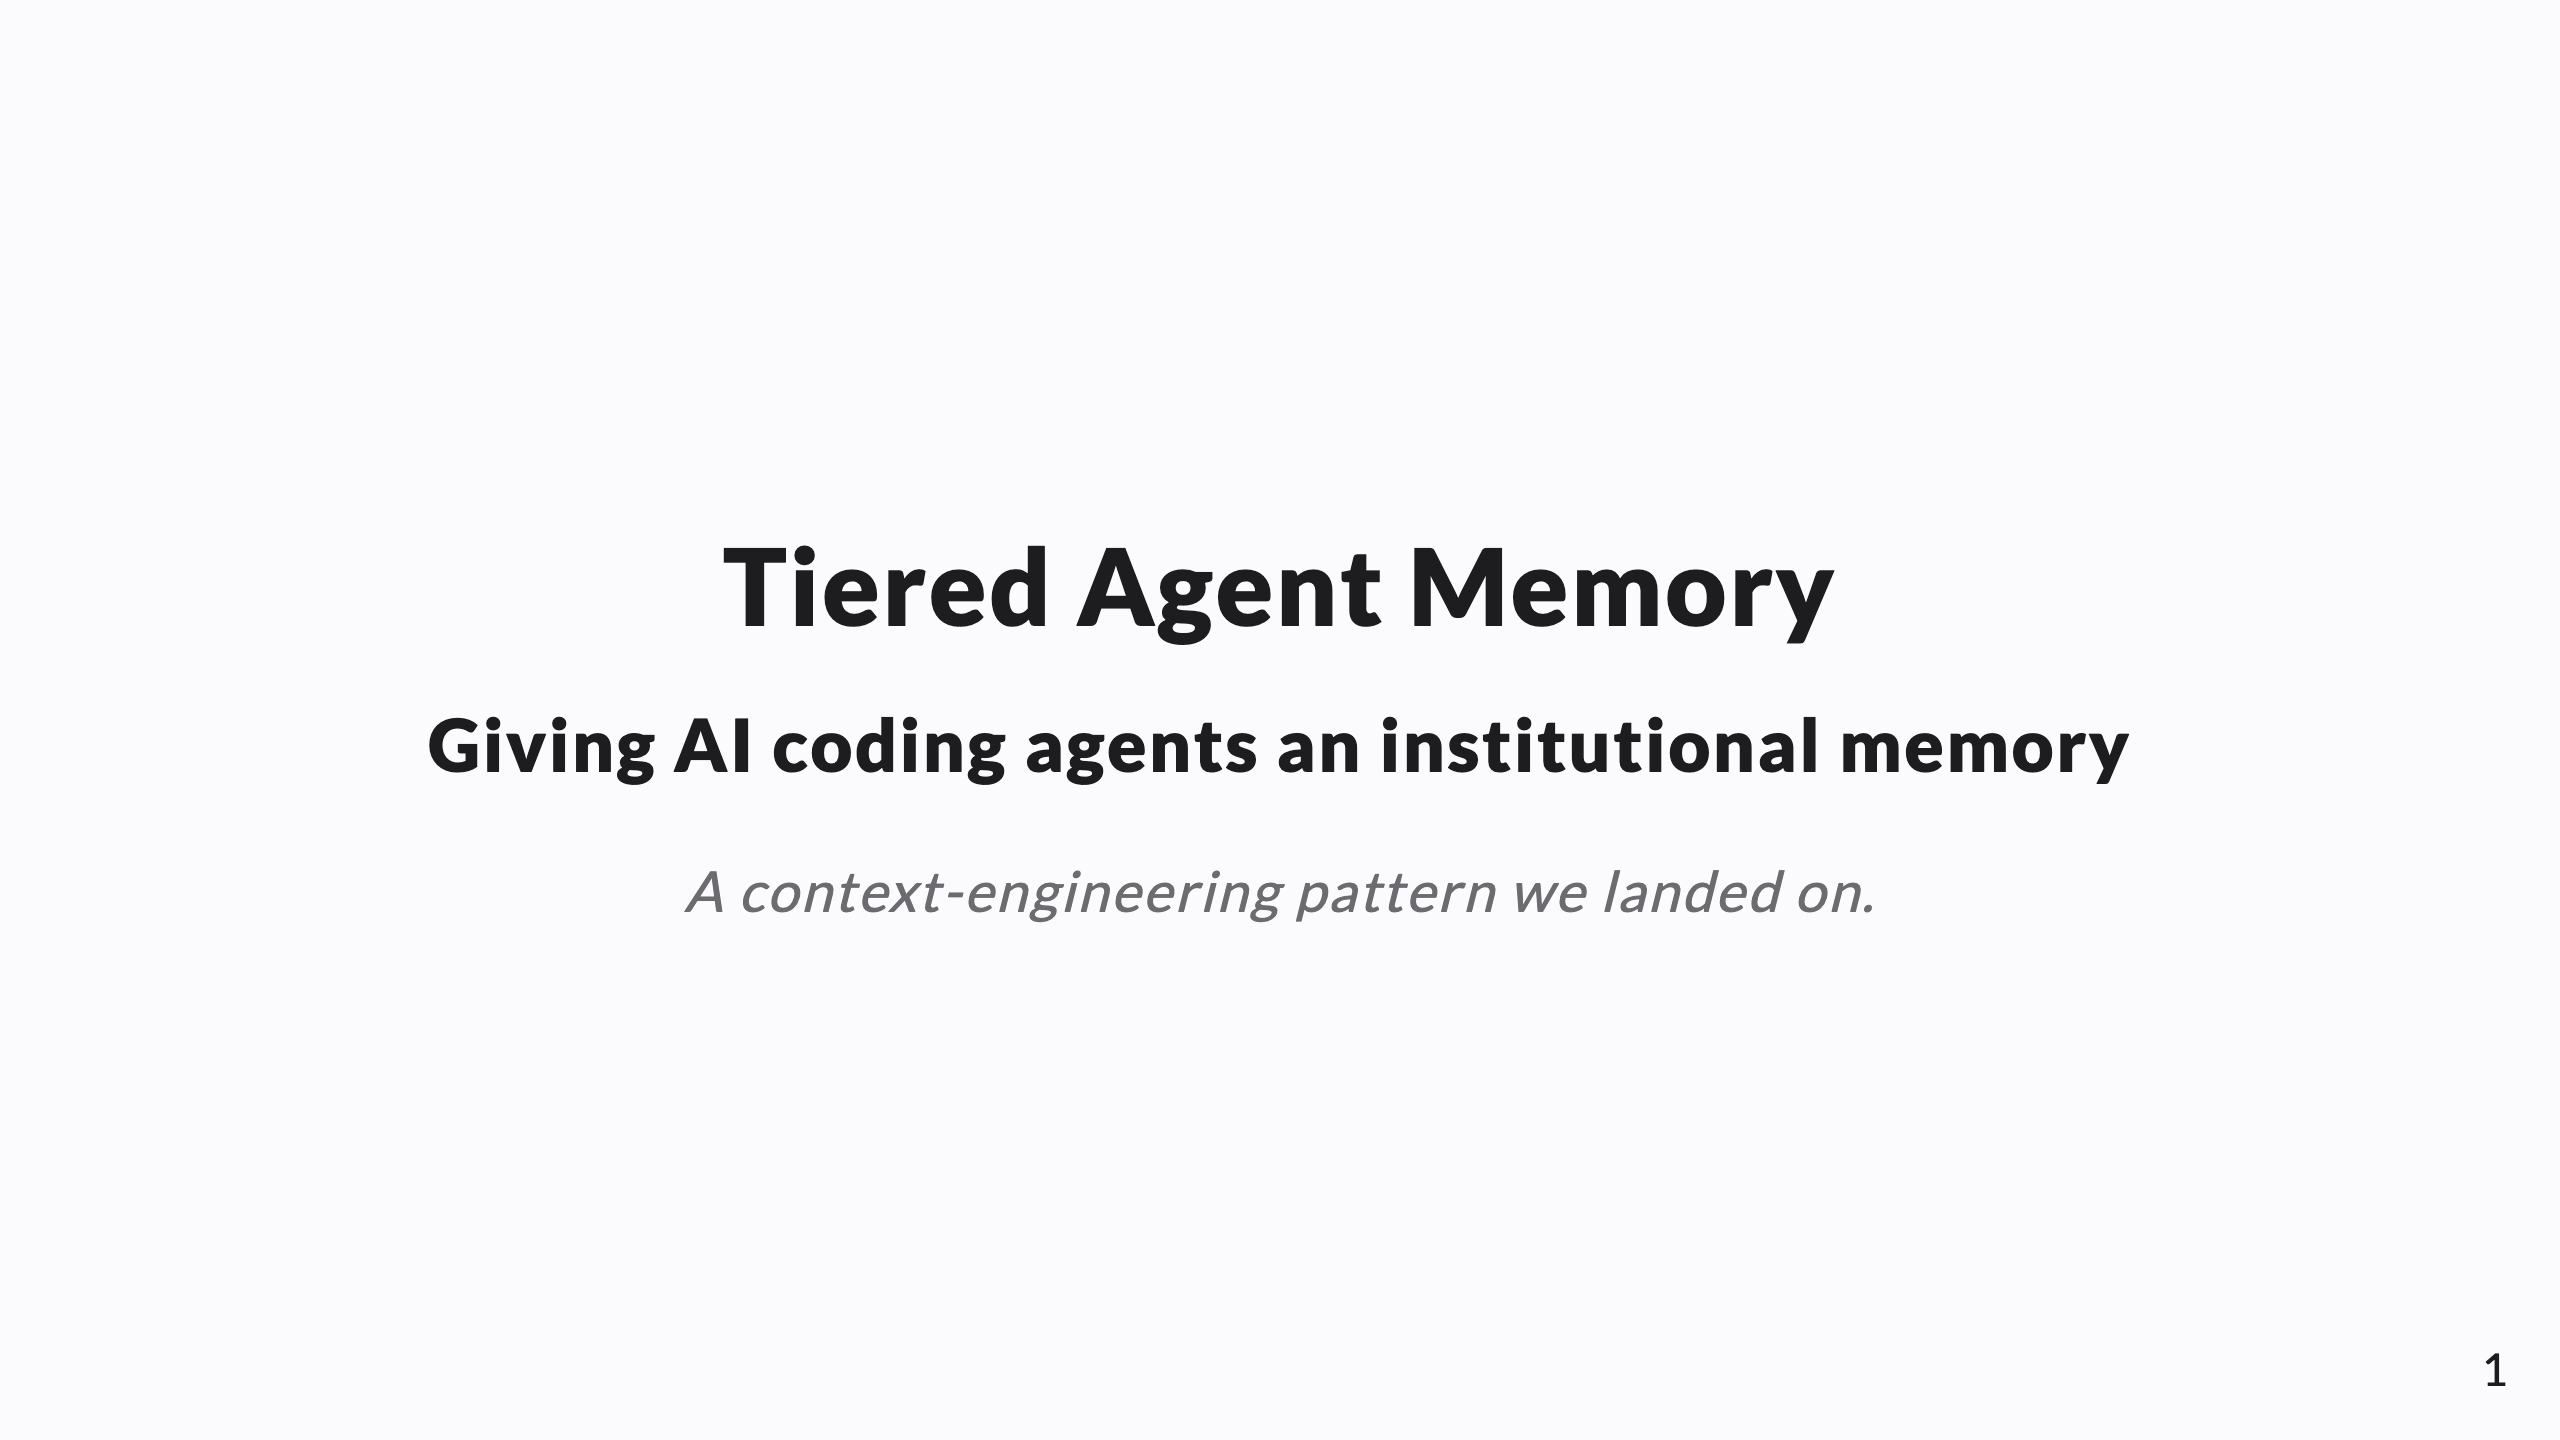 Tiered Agent Memory
Giving AI coding agents an institutional memory
A context-engineering pattern we landed on.
1